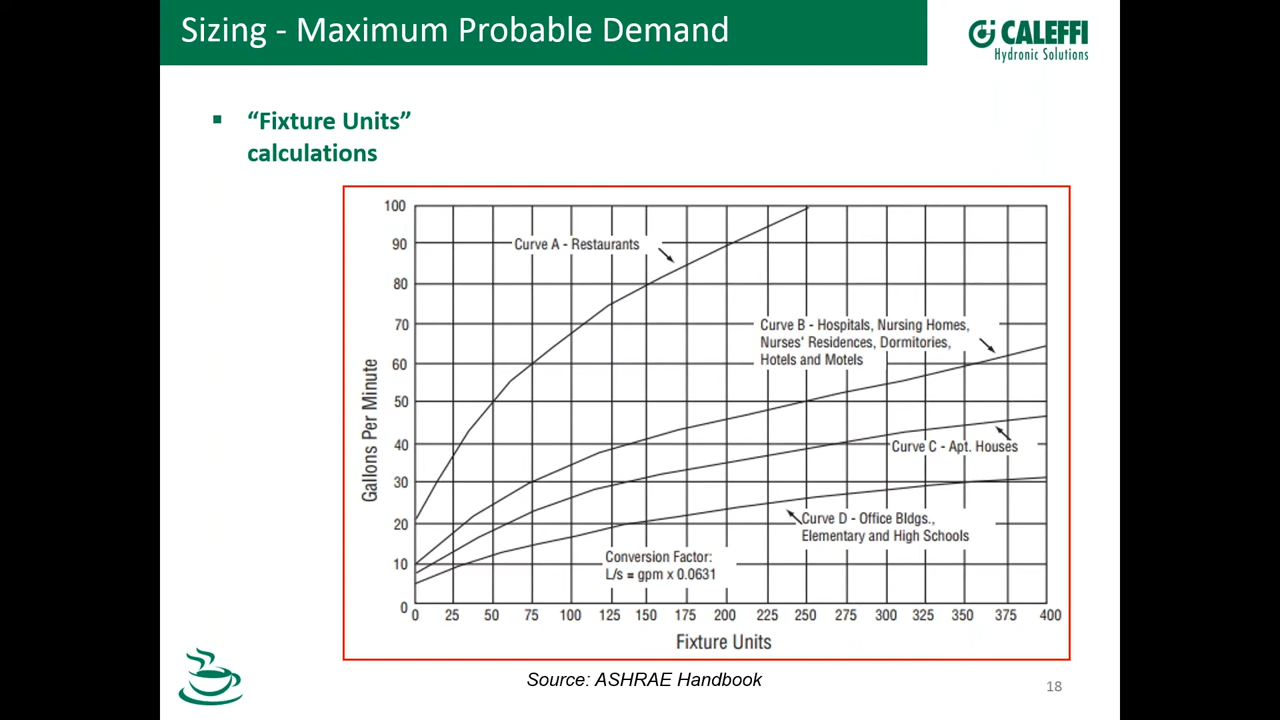 Sizing - Maximum Probable Demand
CALEFFI
Hydronic Solutions
“Fixture Units”
calculations
100
90
80
70
60
50
40
30
20
10
0
Gallons Per Minute
Curve A - Restaurants
Curve B - Hospitals, Nursing Homes,
Nurses' Residences, Dormitories,
Hotels and Motels
Curve C - Apt. Houses
Curve D - Office Bldgs.,
Elementary and High Schools
Conversion Factor:
L/s = gpm x 0.0631
0 25 50 75 100 125 150 175 200 225 250 275 300 325 350 375 400
Fixture Units
Source: ASHRAE Handbook
18